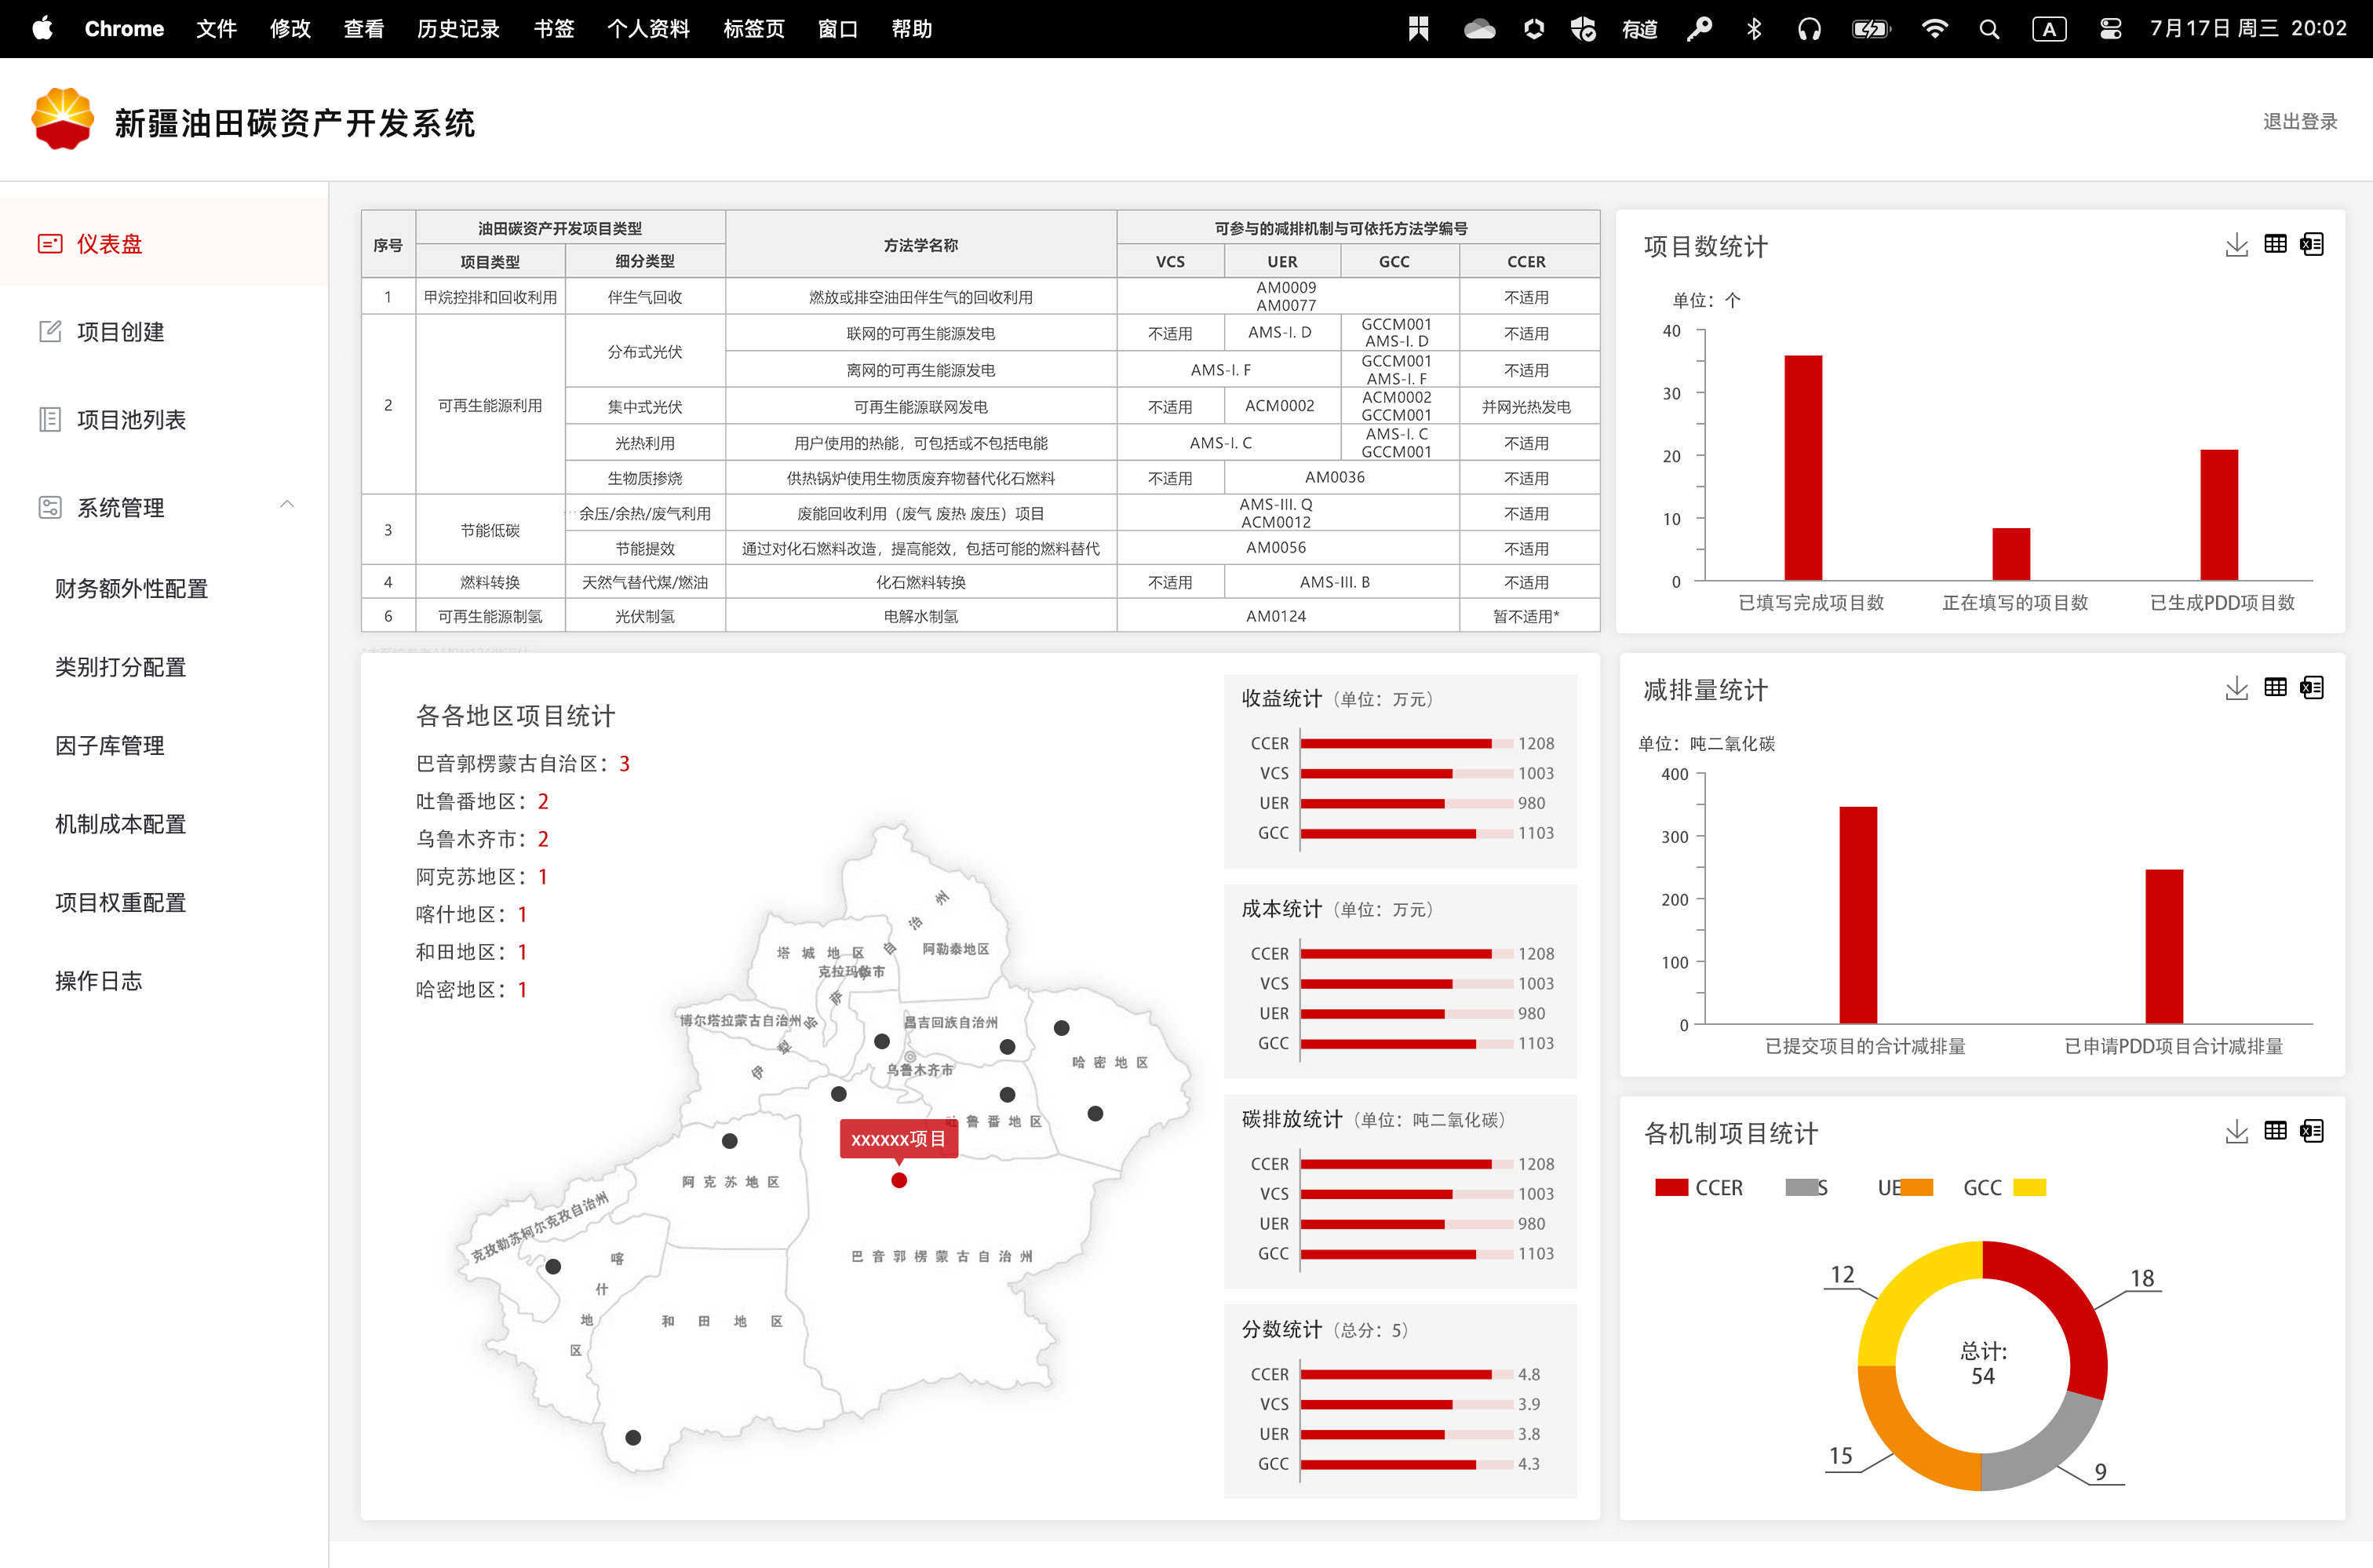 Chrome 文件 修改 查看 历史记录 书签 个人资料 标签页 窗口 帮助 有道 A 7月17日 周三 20:02
新疆油田碳资产开发系统
退出登录
仪表盘
项目创建
项目池列表
系统管理
财务额外性配置
类别打分配置
因子库管理
机制成本配置
项目权重配置
操作日志
序号 油田碳资产开发项目类型 方法学名称 可参与的减排机制与可依托方法学编号
项目类型 细分类型 VCS UER GCC CCER
1 甲烷控排和回收利用 伴生气回收 燃放或排空油田伴生气的回收利用 AM0009 AM0077 不适用
2 可再生能源利用 分布式光伏 联网的可再生能源发电 不适用 AMS-I. D GCCM001 AMS-I. D 不适用
离网的可再生能源发电 AMS-I. F GCCM001 AMS-I. F 不适用
集中式光伏 可再生能源联网发电 不适用 ACM0002 ACM0002 GCCM001 并网光热发电
光热利用 用户使用的热能，可包括或不包括电能 AMS-I. C AMS-I. C GCCM001 不适用
生物质掺烧 供热锅炉使用生物质废弃物替代化石燃料 不适用 AM0036 不适用
3 节能低碳 余压/余热/废气利用 废能回收利用（废气 废热 废压）项目 AMS-III. Q ACM0012 不适用
节能提效 通过对化石燃料改造，提高能效，包括可能的燃料替代 AM0056 不适用
4 燃料转换 天然气替代煤/燃油 化石燃料转换 不适用 AMS-III. B 不适用
6 可再生能源制氢 光伏制氢 电解水制氢 AM0124 暂不适用*
项目数统计
单位：个
40
30
20
10
0
已填写完成项目数 正在填写的项目数 已生成PDD项目数
各各地区项目统计
巴音郭楞蒙古自治区：3
吐鲁番地区：2
乌鲁木齐市：2
阿克苏地区：1
喀什地区：1
和田地区：1
哈密地区：1
塔城地区
克拉玛依市
阿勒泰地区
伊犁哈萨克自治州
博尔塔拉蒙古自治州
昌吉回族自治州
乌鲁木齐市
哈密地区
吐鲁番地区
xxxxxx项目
阿克苏地区
克孜勒苏柯尔克孜自治州
喀什地区
和田地区
巴音郭楞蒙古自治州
收益统计（单位：万元）
CCER 1208
VCS 1003
UER 980
GCC 1103
成本统计（单位：万元）
CCER 1208
VCS 1003
UER 980
GCC 1103
碳排放统计（单位：吨二氧化碳）
CCER 1208
VCS 1003
UER 980
GCC 1103
分数统计（总分：5）
CCER 4.8
VCS 3.9
UER 3.8
GCC 4.3
减排量统计
单位：吨二氧化碳
400
300
200
100
0
已提交项目的合计减排量 已申请PDD项目合计减排量
各机制项目统计
CCER S UE GCC
12
18
总计:
54
15
9